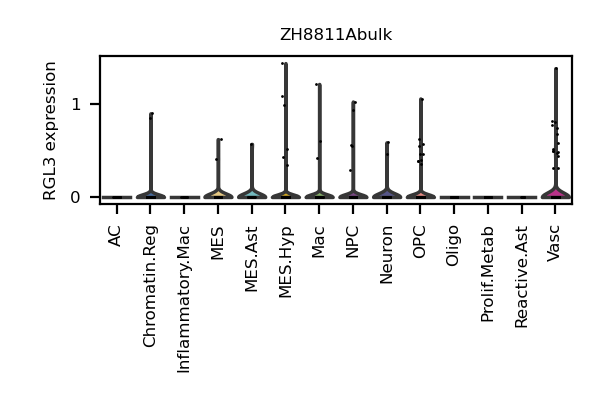 ZH8811Abulk
RGL3 expression
1
0
AC
Chromatin.Reg
Inflammatory.Mac
MES
MES.Ast
MES.Hyp
Mac
NPC
Neuron
OPC
Oligo
Prolif.Metab
Reactive.Ast
Vasc